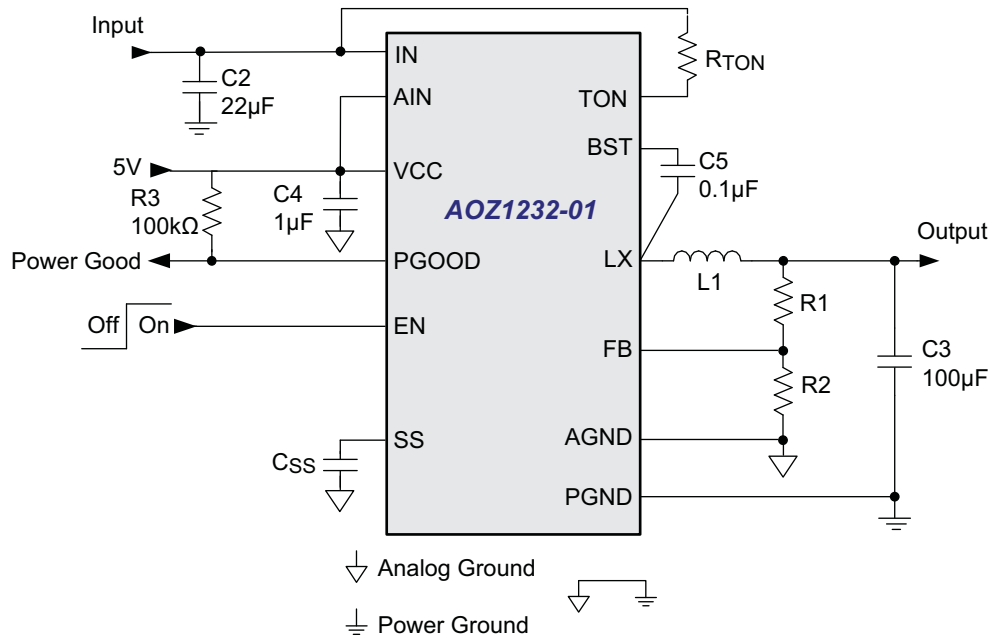 Input
IN
C2
22µF
RTON
AIN
TON
BST
5V
VCC
C5
0.1µF
R3
100kΩ
C4
1µF
AOZ1232-01
Output
Power Good
PGOOD
LX
L1
R1
Off
On
EN
FB
C3
100µF
R2
SS
AGND
CSS
PGND
Analog Ground
Power Ground